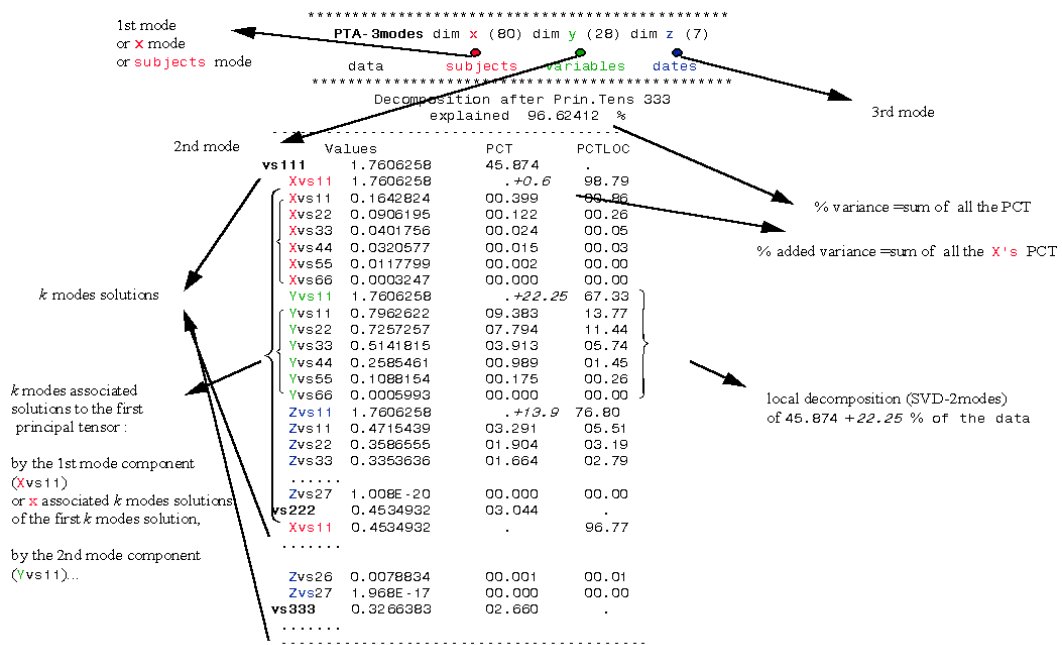 ************************************************
PTA-3modes dim x (80) dim y (28) dim z (7)
data subjects variables dates
************************************************
Decomposition after Prin.Tens 333
explained 96.62412 %
-----------------------------------------
Values PCT PCTLOC
vs111 1.7606258 45.874 .
Xvs11 1.7606258 .+0.6 98.79
Xvs11 0.1642824 00.399 00.86
Xvs22 0.0906195 00.122 00.26
Xvs33 0.0401756 00.024 00.05
Xvs44 0.0320577 00.015 00.03
Xvs55 0.0117799 00.002 00.00
Xvs66 0.0003247 00.000 00.00
Yvs11 1.7606258 .+22.25 67.33
Yvs11 0.7962622 09.383 13.77
Yvs22 0.7257257 07.794 11.44
Yvs33 0.5141815 03.913 05.74
Yvs44 0.2585461 00.989 01.45
Yvs55 0.1088154 00.175 00.26
Yvs66 0.0005993 00.000 00.00
Zvs11 1.7606258 .+13.9 76.80
Zvs11 0.4715439 03.291 05.51
Zvs22 0.3586555 01.904 03.19
Zvs33 0.3353636 01.664 02.79
......
Zvs27 1.008E-20 00.000 00.00
vs222 0.4534932 03.044 .
Xvs11 0.4534932 . 96.77
.......
Zvs26 0.0078834 00.001 00.01
Zvs27 1.968E-17 00.000 00.00
vs333 0.3266383 02.660 .
.......
-----------------------------------------
1st mode
or x mode
or subjects mode
2nd mode
3rd mode
% variance =sum of all the PCT
% added variance =sum of all the X's PCT
k modes solutions
k modes associated
solutions to the first
principal tensor :
by the 1st mode component
(Xvs11)
or x associated k modes solutions
of the first k modes solution,
by the 2nd mode component
(Yvs11)...
local decomposition (SVD-2modes)
of 45.874 +22.25 % of the data